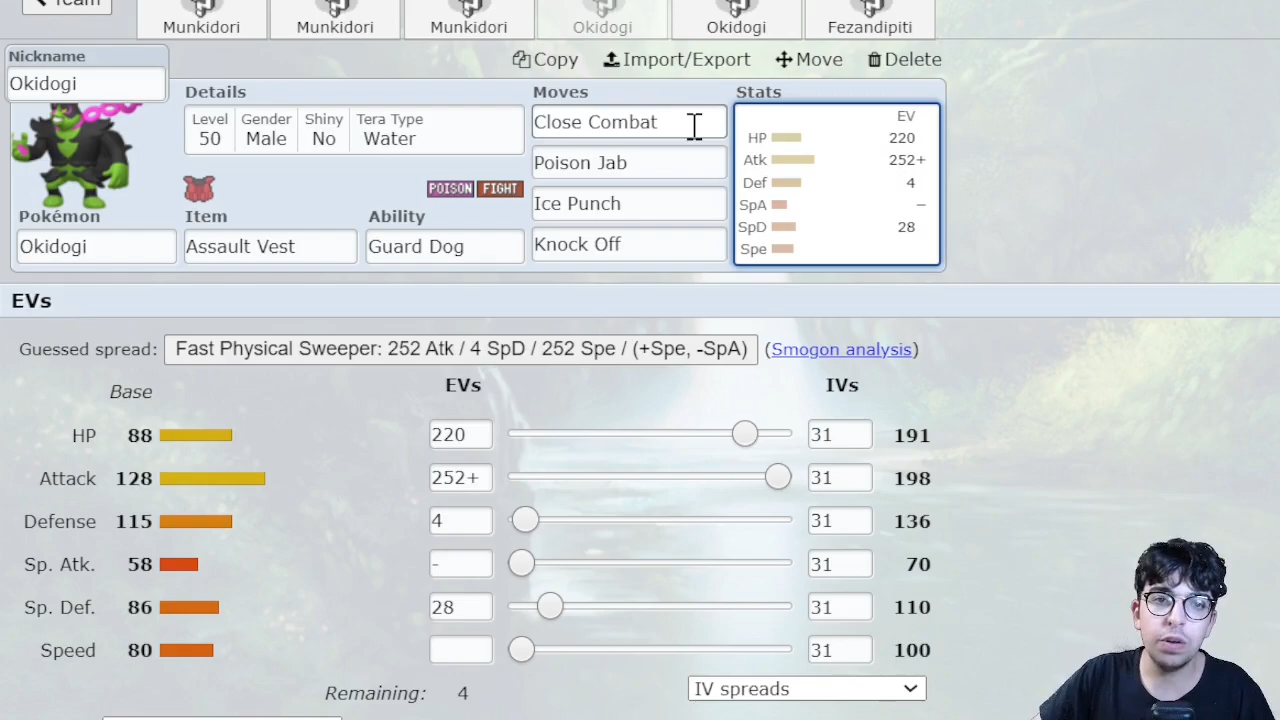 Team
Munkidori Munkidori Munkidori Okidogi Okidogi Fezandipiti
Nickname
Okidogi
Copy Import/Export Move Delete
Details
Level Gender Shiny Tera Type
50 Male No Water
POISON FIGHT
Pokémon Item Ability
Okidogi Assault Vest Guard Dog
Moves
Close Combat
Poison Jab
Ice Punch
Knock Off
Stats
EV
HP 220
Atk 252+
Def 4
SpA –
SpD 28
Spe
EVs
Guessed spread: Fast Physical Sweeper: 252 Atk / 4 SpD / 252 Spe / (+Spe, -SpA) (Smogon analysis)
Base EVs IVs
HP 88 220 31 191
Attack 128 252+ 31 198
Defense 115 4 31 136
Sp. Atk. 58 - 31 70
Sp. Def. 86 28 31 110
Speed 80 31 100
Remaining: 4
IV spreads